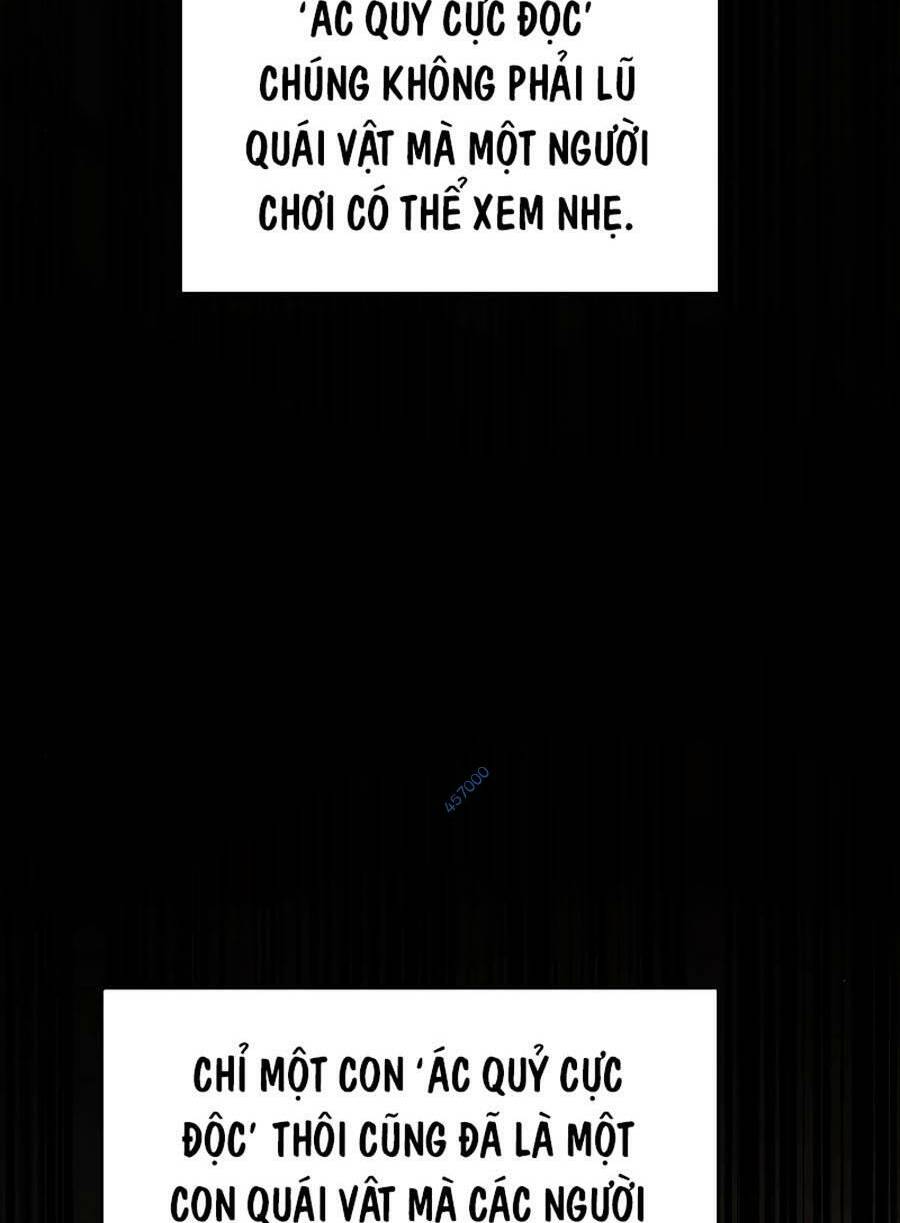 'ÁC QUỶ CỰC ĐỘC'
CHÚNG KHÔNG PHẢI LŨ
QUÁI VẬT MÀ MỘT NGƯỜI
CHƠI CÓ THỂ XEM NHẸ.
457000
CHỈ MỘT CON 'ÁC QUỶ CỰC
ĐỘC' THÔI CŨNG ĐÃ LÀ MỘT
CON QUÁI VẬT MÀ CÁC NGƯỜI